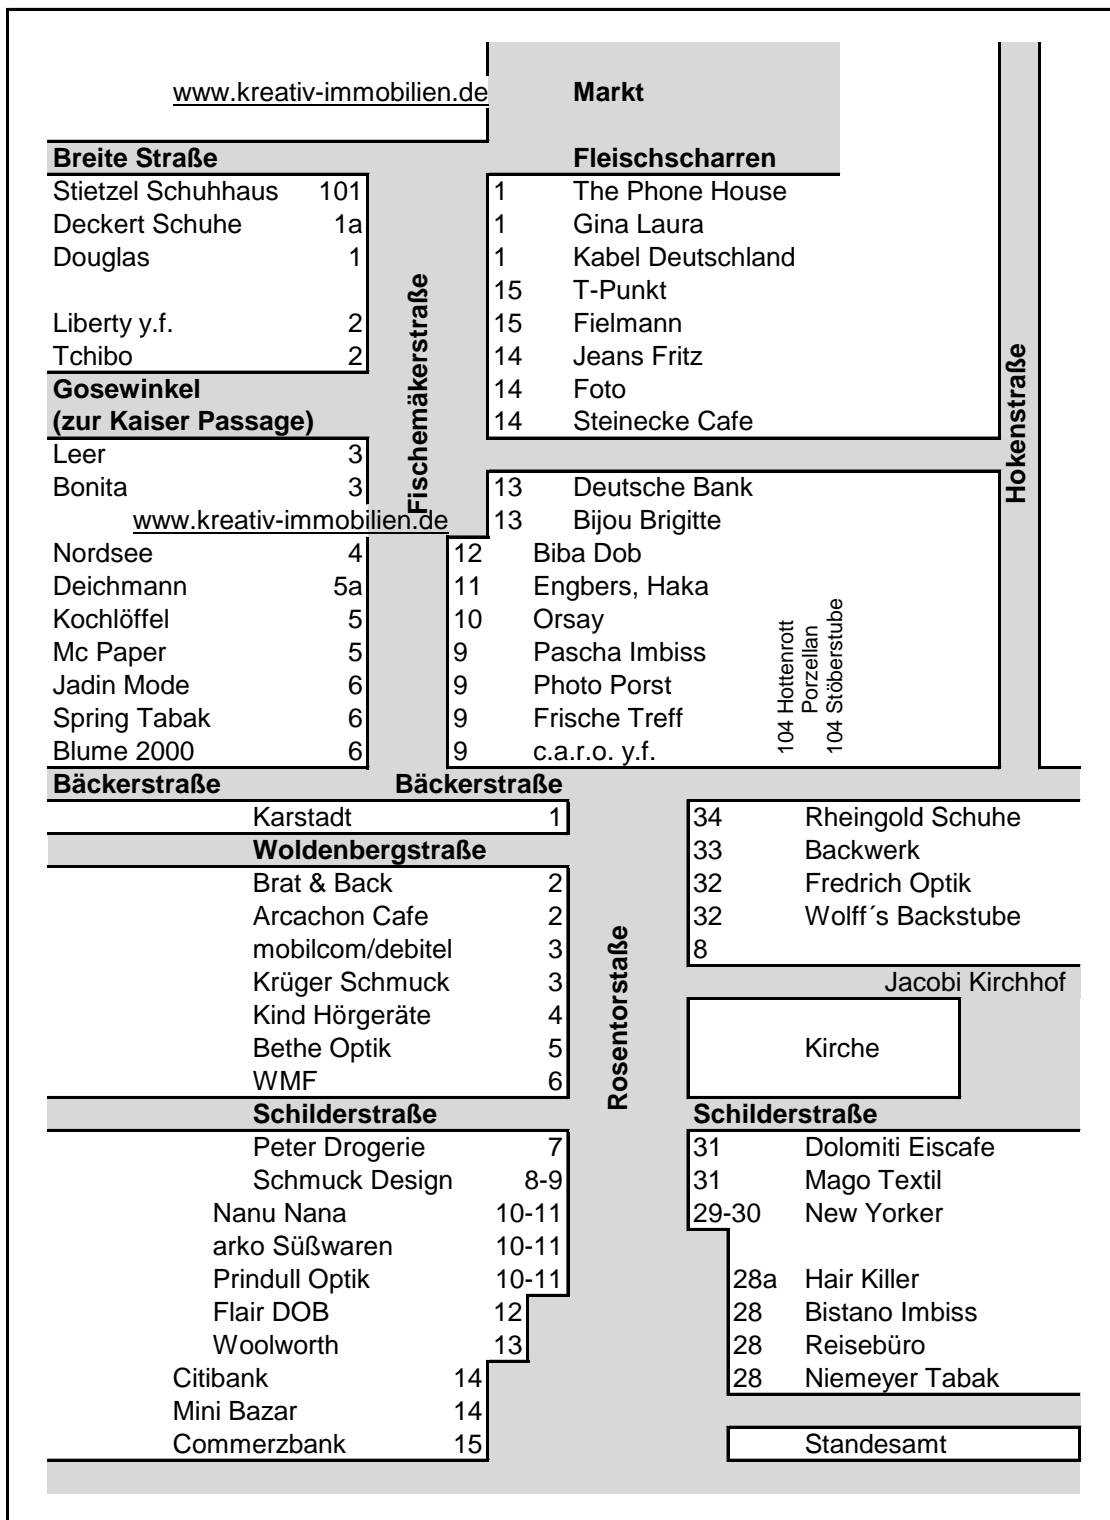 www.kreativ-immobilien.de Markt
Breite Straße Fleischscharren
Stietzel Schuhhaus 101 1 The Phone House
Deckert Schuhe 1a 1 Gina Laura
Douglas 1 1 Kabel Deutschland
15 T-Punkt
Liberty y.f. 2 15 Fielmann
Tchibo 2 14 Jeans Fritz
Gosewinkel 14 Foto
(zur Kaiser Passage) 14 Steinecke Cafe
Fischemäkerstraße
Hokenstraße
Leer 3
Bonita 3 13 Deutsche Bank
www.kreativ-immobilien.de 13 Bijou Brigitte
Nordsee 4 12 Biba Dob
Deichmann 5a 11 Engbers, Haka
Kochlöffel 5 10 Orsay
Mc Paper 5 9 Pascha Imbiss
Jadin Mode 6 9 Photo Porst
Spring Tabak 6 9 Frische Treff
Blume 2000 6 9 c.a.r.o. y.f.
104 Hottenrott
Porzellan
104 Stöberstube
Bäckerstraße Bäckerstraße
Karstadt 1 34 Rheingold Schuhe
Woldenbergstraße 33 Backwerk
Brat & Back 2 32 Fredrich Optik
Arcachon Cafe 2 32 Wolff´s Backstube
mobilcom/debitel 3 8
Krüger Schmuck 3 Jacobi Kirchhof
Kind Hörgeräte 4
Bethe Optik 5 Kirche
WMF 6
Rosentorstaße
Schilderstraße Schilderstraße
Peter Drogerie 7 31 Dolomiti Eiscafe
Schmuck Design 8-9 31 Mago Textil
Nanu Nana 10-11 29-30 New Yorker
arko Süßwaren 10-11
Prindull Optik 10-11 28a Hair Killer
Flair DOB 12 28 Bistano Imbiss
Woolworth 13 28 Reisebüro
Citibank 14 28 Niemeyer Tabak
Mini Bazar 14
Commerzbank 15 Standesamt